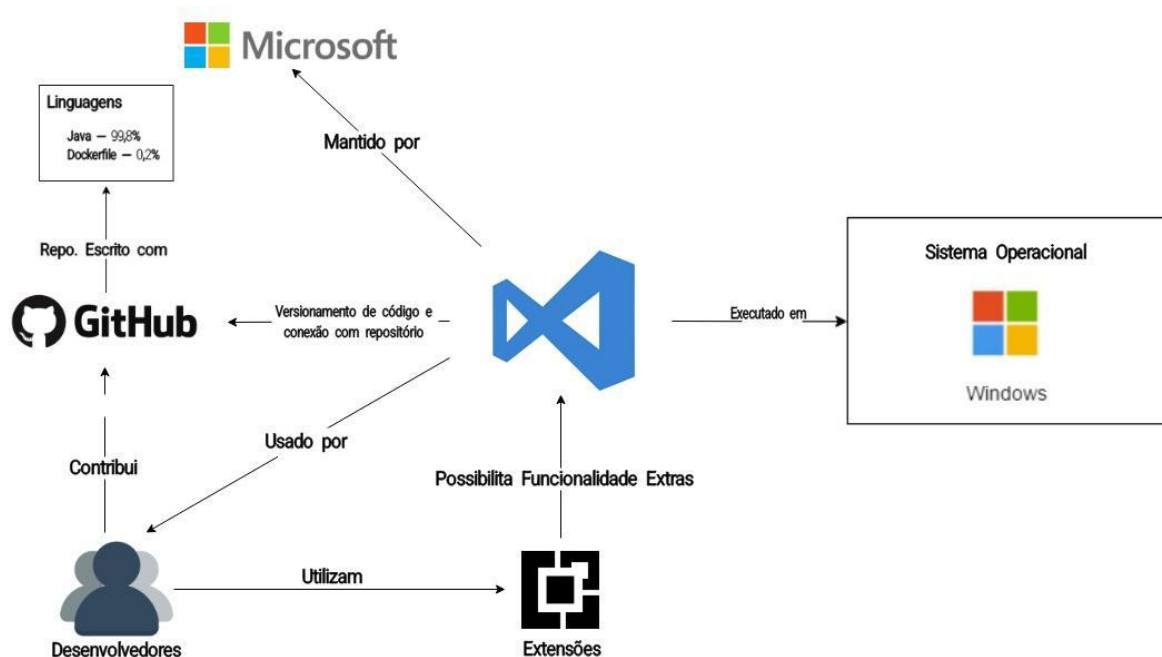 Microsoft
Linguagens
Java — 99,8%
Dockerfile — 0,2%
Mantido por
Repo. Escrito com
Sistema Operacional
GitHub
Versionamento de código e
conexão com repositório
Executado em
Windows
Usado por
Contribui
Possibilita Funcionalidade Extras
Utilizam
Desenvolvedores
Extensões